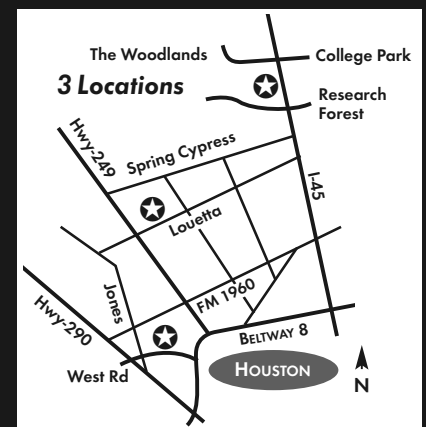 The Woodlands
College Park
3 Locations
Research
Forest
Hwy-249
Spring Cypress
I-45
Louetta
Jones
FM 1960
Hwy-290
BELTWAY 8
West Rd
HOUSTON
N